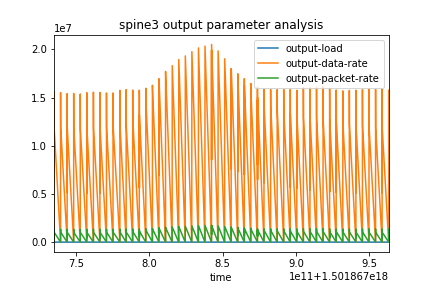 spine3 output parameter analysis
1e7
output-load
output-data-rate
output-packet-rate
2.0
1.5
1.0
0.5
0.0
7.5 8.0 8.5 9.0 9.5
time
1e11+1.501867e18